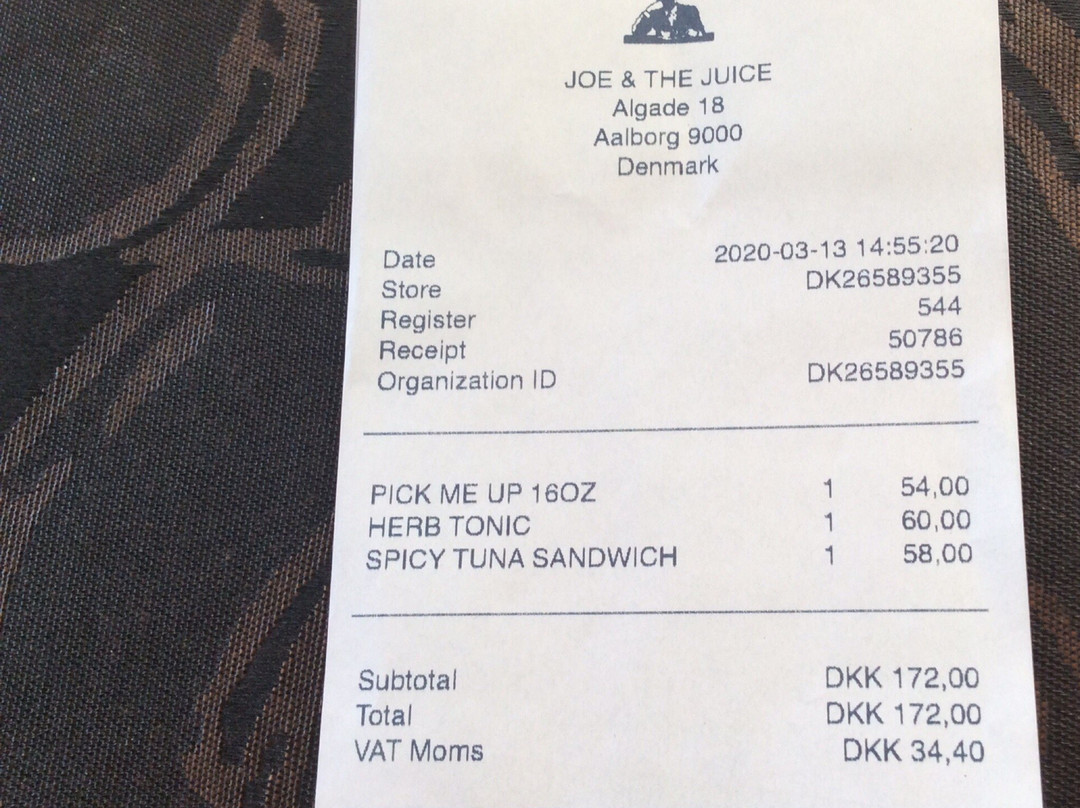 JOE & THE JUICE
Algade 18
Aalborg 9000
Denmark
Date 2020-03-13 14:55:20
Store DK26589355
Register 544
Receipt 50786
Organization ID DK26589355
PICK ME UP 16OZ 1 54,00
HERB TONIC 1 60,00
SPICY TUNA SANDWICH 1 58,00
Subtotal DKK 172,00
Total DKK 172,00
VAT Moms DKK 34,40